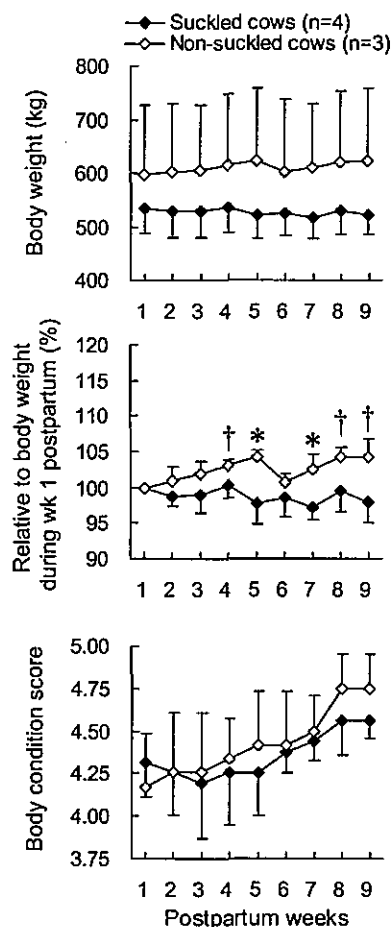 Suckled cows (n=4)
Non-suckled cows (n=3)
Body weight (kg)
800
700
600
500
400
1 2 3 4 5 6 7 8 9
Relative to body weight
during wk 1 postpartum (%)
120
115
110
105
100
95
90
† * * † †
1 2 3 4 5 6 7 8 9
Body condition score
5.00
4.75
4.50
4.25
4.00
3.75
1 2 3 4 5 6 7 8 9
Postpartum weeks